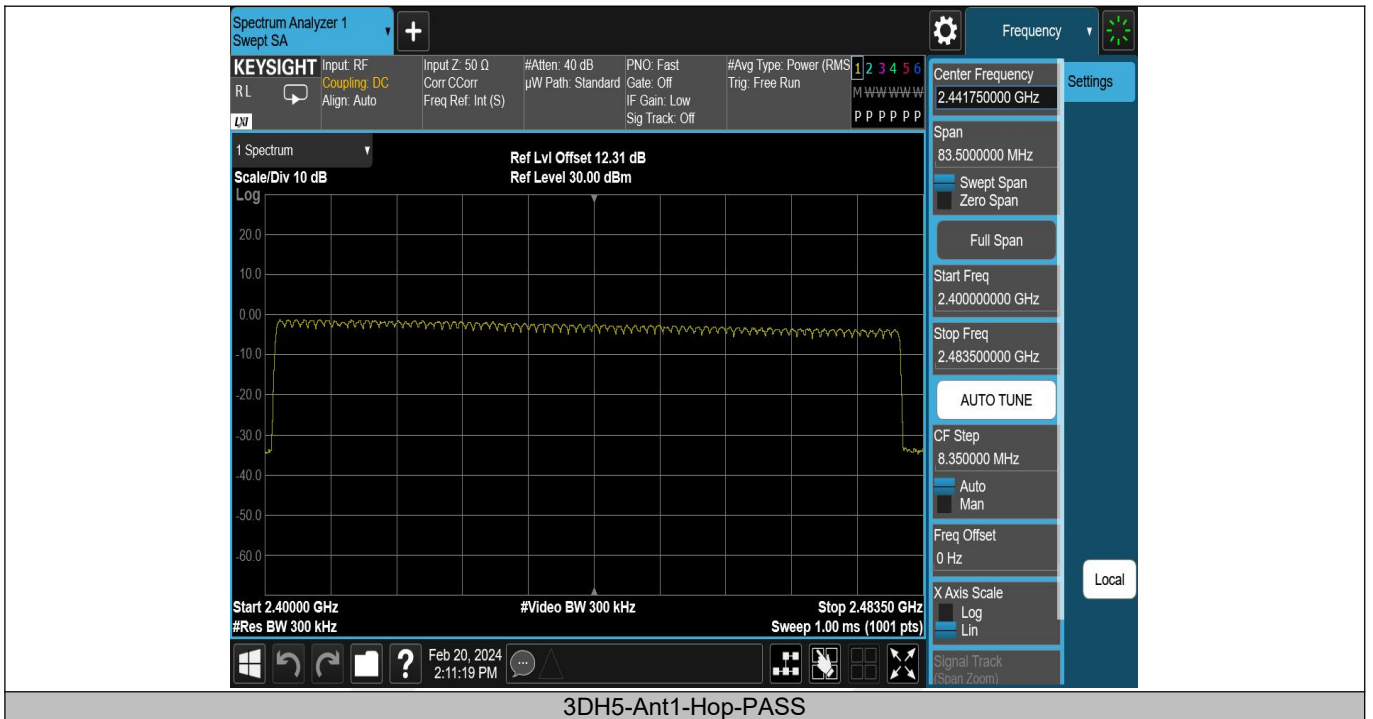 Spectrum Analyzer 1
Swept SA
+
Frequency
KEYSIGHT
RL
LXI
Input: RF
Coupling: DC
Align: Auto
Input Z: 50 Ω
Corr CCorr
Freq Ref: Int (S)
#Atten: 40 dB
µW Path: Standard
PNO: Fast
Gate: Off
IF Gain: Low
Sig Track: Off
#Avg Type: Power (RMS
Trig: Free Run
1 2 3 4 5 6
M W W W W W
P P P P P P
Center Frequency
2.441750000 GHz
Settings
Span
83.5000000 MHz
Swept Span
Zero Span
Full Span
Start Freq
2.400000000 GHz
Stop Freq
2.483500000 GHz
AUTO TUNE
CF Step
8.350000 MHz
Auto
Man
Freq Offset
0 Hz
X Axis Scale
Log
Lin
Signal Track
(Span Zoom)
Local
1 Spectrum
Scale/Div 10 dB
Ref Lvl Offset 12.31 dB
Ref Level 30.00 dBm
Log
20.0
10.0
0.00
-10.0
-20.0
-30.0
-40.0
-50.0
-60.0
Start 2.40000 GHz
#Video BW 300 kHz
Stop 2.48350 GHz
#Res BW 300 kHz
Sweep 1.00 ms (1001 pts)
?
Feb 20, 2024
2:11:19 PM
3DH5-Ant1-Hop-PASS